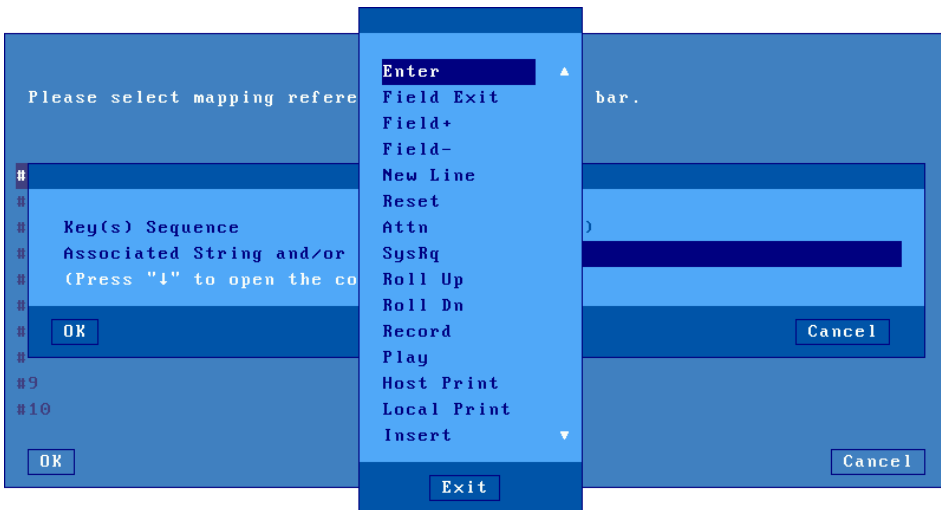 Enter ▲
Please select mapping refere Field Exit bar.
Field+
Field-
# New Line
# Reset
# Key(s) Sequence Attn )
# Associated String and/or SysRq
# (Press "↓" to open the co Roll Up
# Roll Dn
# OK Record Cancel
# Play
#9 Host Print
#10 Local Print
Insert ▼
OK Cancel
Exit